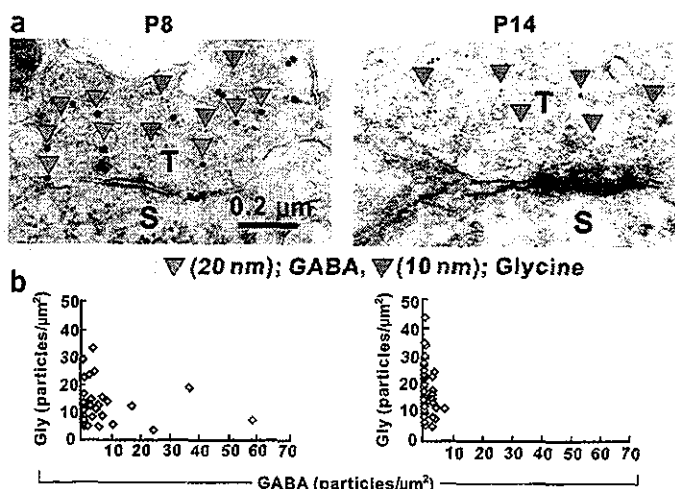 a P8 P14
T T
S 0.2 μm S
▼(20 nm); GABA, ▼(10 nm); Glycine
b
Gly (particles/μm²) 50 40 30 20 10 0
10 20 30 40 50 60 70
Gly (particles/μm²) 50 40 30 20 10 0
10 20 30 40 50 60 70
GABA (particles/μm²)